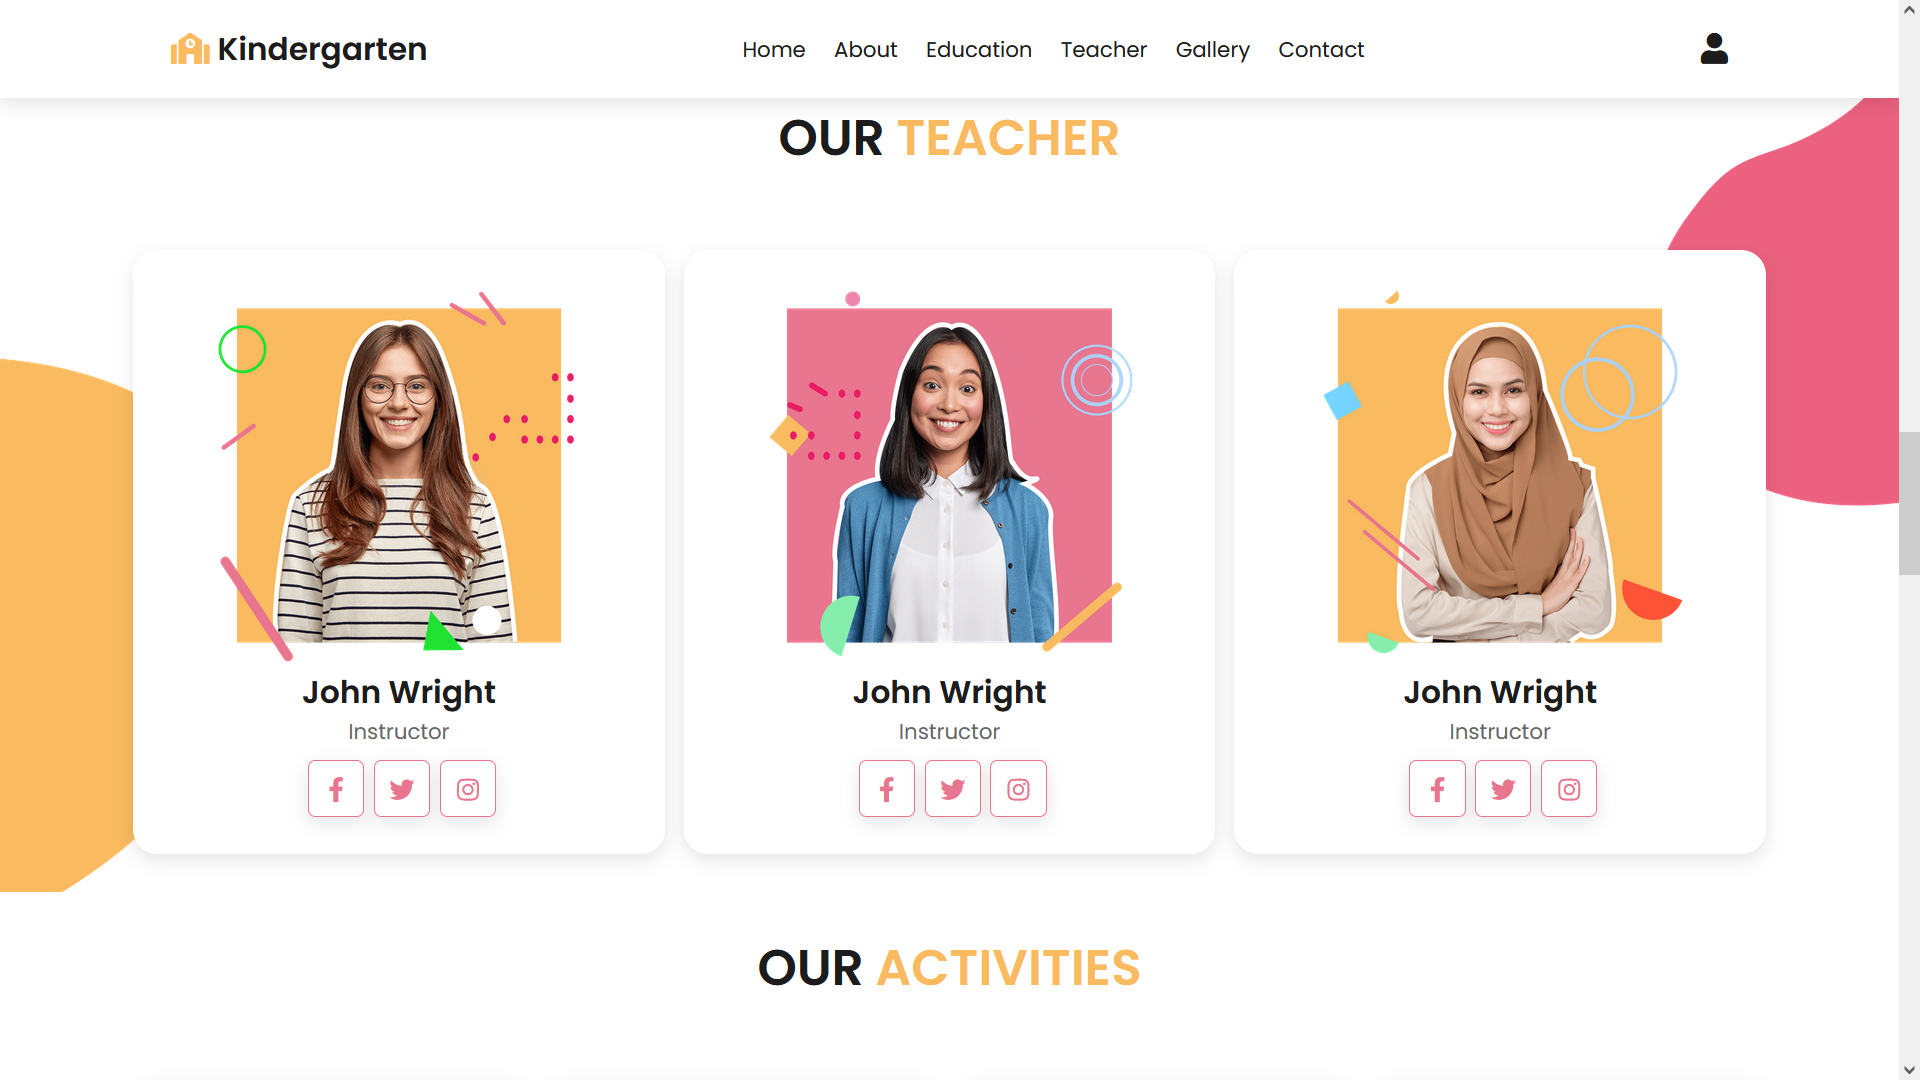 Kindergarten
Home About Education Teacher Gallery Contact
OUR TEACHER
John Wright
Instructor
John Wright
Instructor
John Wright
Instructor
OUR ACTIVITIES